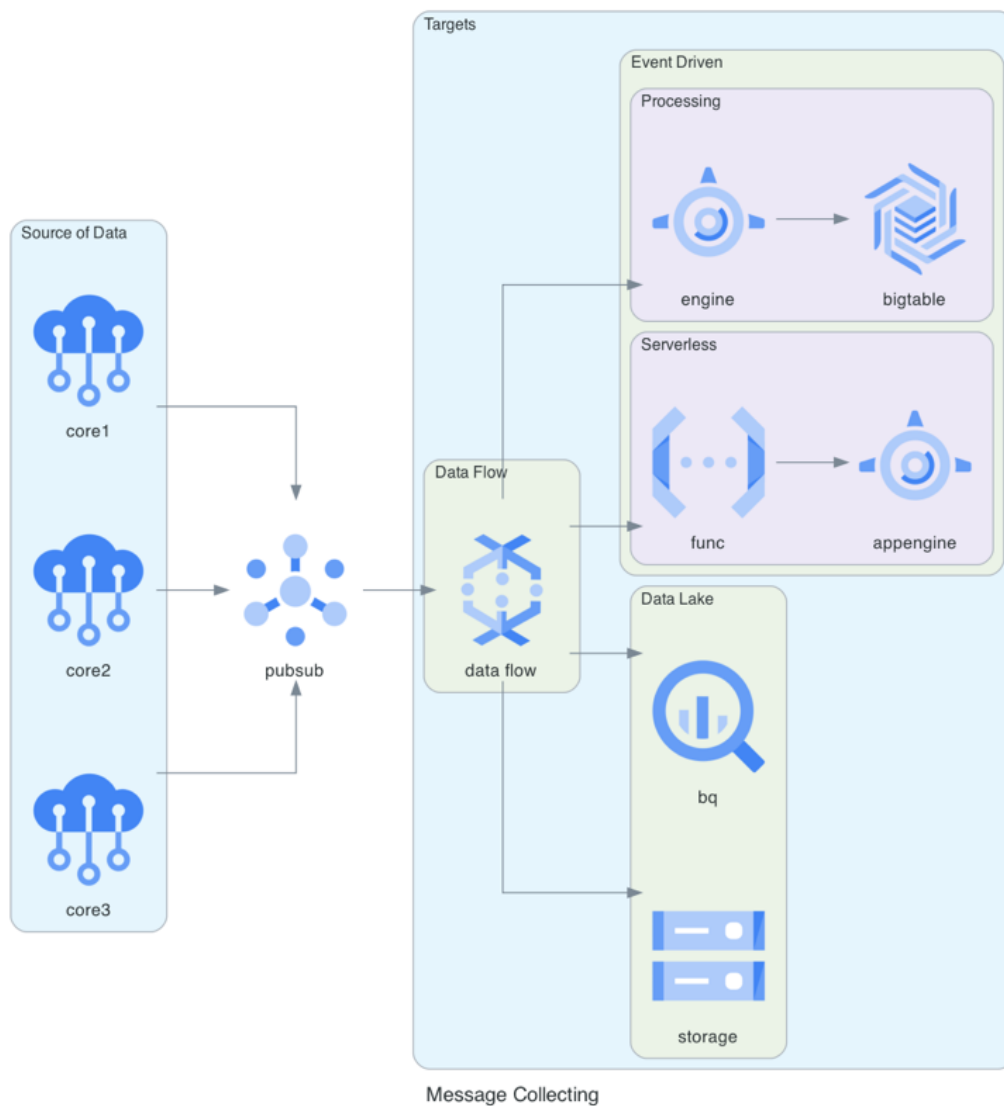 Targets
Event Driven
Processing
engine
bigtable
Source of Data
core1
Serverless
func
appengine
Data Flow
data flow
core2
pubsub
Data Lake
bq
core3
storage
Message Collecting